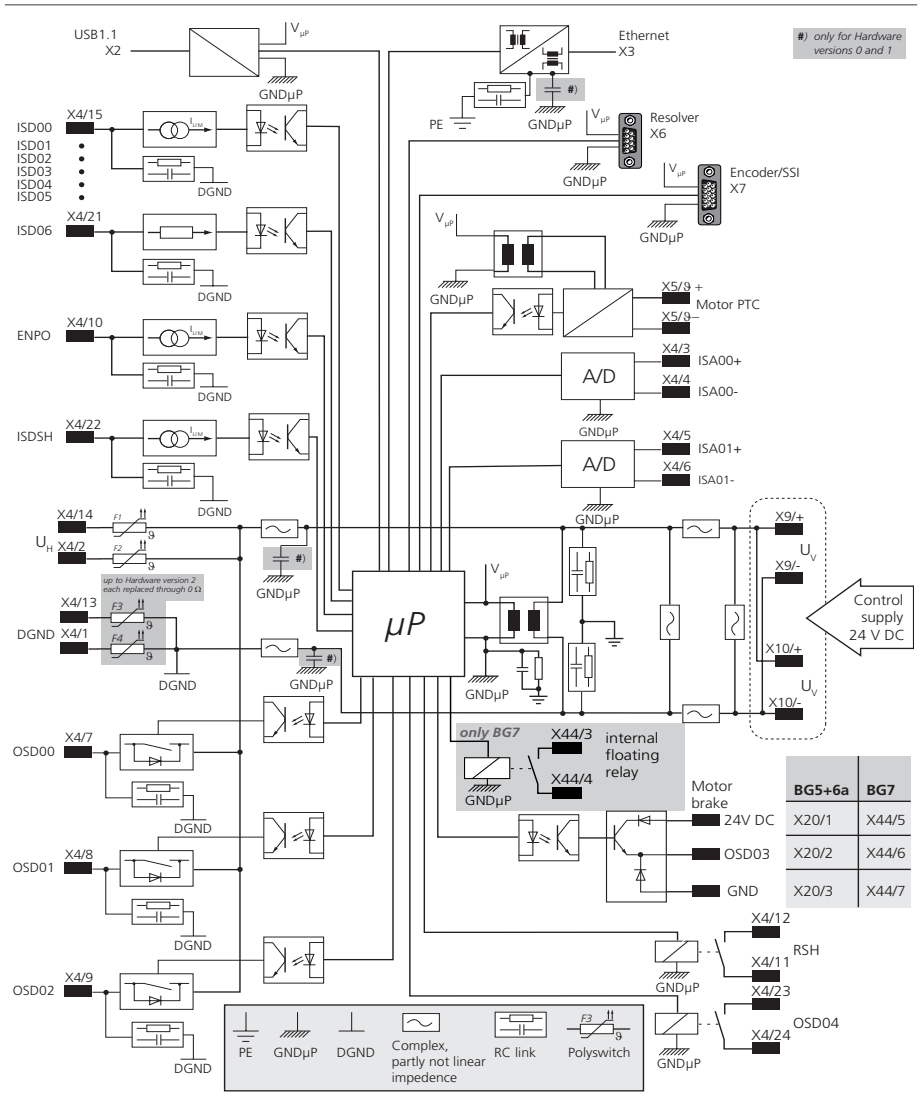 USB1.1
X2
VµP
GNDµP
Ethernet
X3
#) only for Hardware
versions 0 and 1
#)
PE
GNDµP
VµP
Resolver
X6
GNDµP
VµP
Encoder/SSI
X7
GNDµP
X4/15
ISD00
ISD01
ISD02
ISD03
ISD04
ISD05
ILIM
DGND
X4/21
ISD06
DGND
VµP
GNDµP
X5/ϑ +
Motor PTC
X5/ϑ–
X4/10
ENPO
ILIM
DGND
A/D
X4/3
ISA00+
X4/4
ISA00-
GNDµP
X4/22
ISDSH
ILIM
DGND
A/D
X4/5
ISA01+
X4/6
ISA01-
GNDµP
X4/14
F1
ϑ
UH
X4/2
F2
ϑ
#)
GNDµP
up to Hardware version 2
each replaced through 0 Ω
X4/13
F3
ϑ
DGND
X4/1
F4
ϑ
DGND
#)
GNDµP
µP
VµP
GNDµP
X9/+
UV
X9/-
Control
supply
24 V DC
X10/+
UV
X10/-
only BG7
X44/3
internal
floating
relay
X44/4
GNDµP
X4/7
OSD00
DGND
X4/8
OSD01
DGND
X4/9
OSD02
DGND
Motor
brake
24V DC
OSD03
GND
BG5+6a BG7
X20/1 X44/5
X20/2 X44/6
X20/3 X44/7
X4/12
RSH
X4/11
GNDµP
X4/23
OSD04
X4/24
GNDµP
PE
GNDµP
DGND
Complex,
partly not linear
impedence
RC link
F3
ϑ
Polyswitch